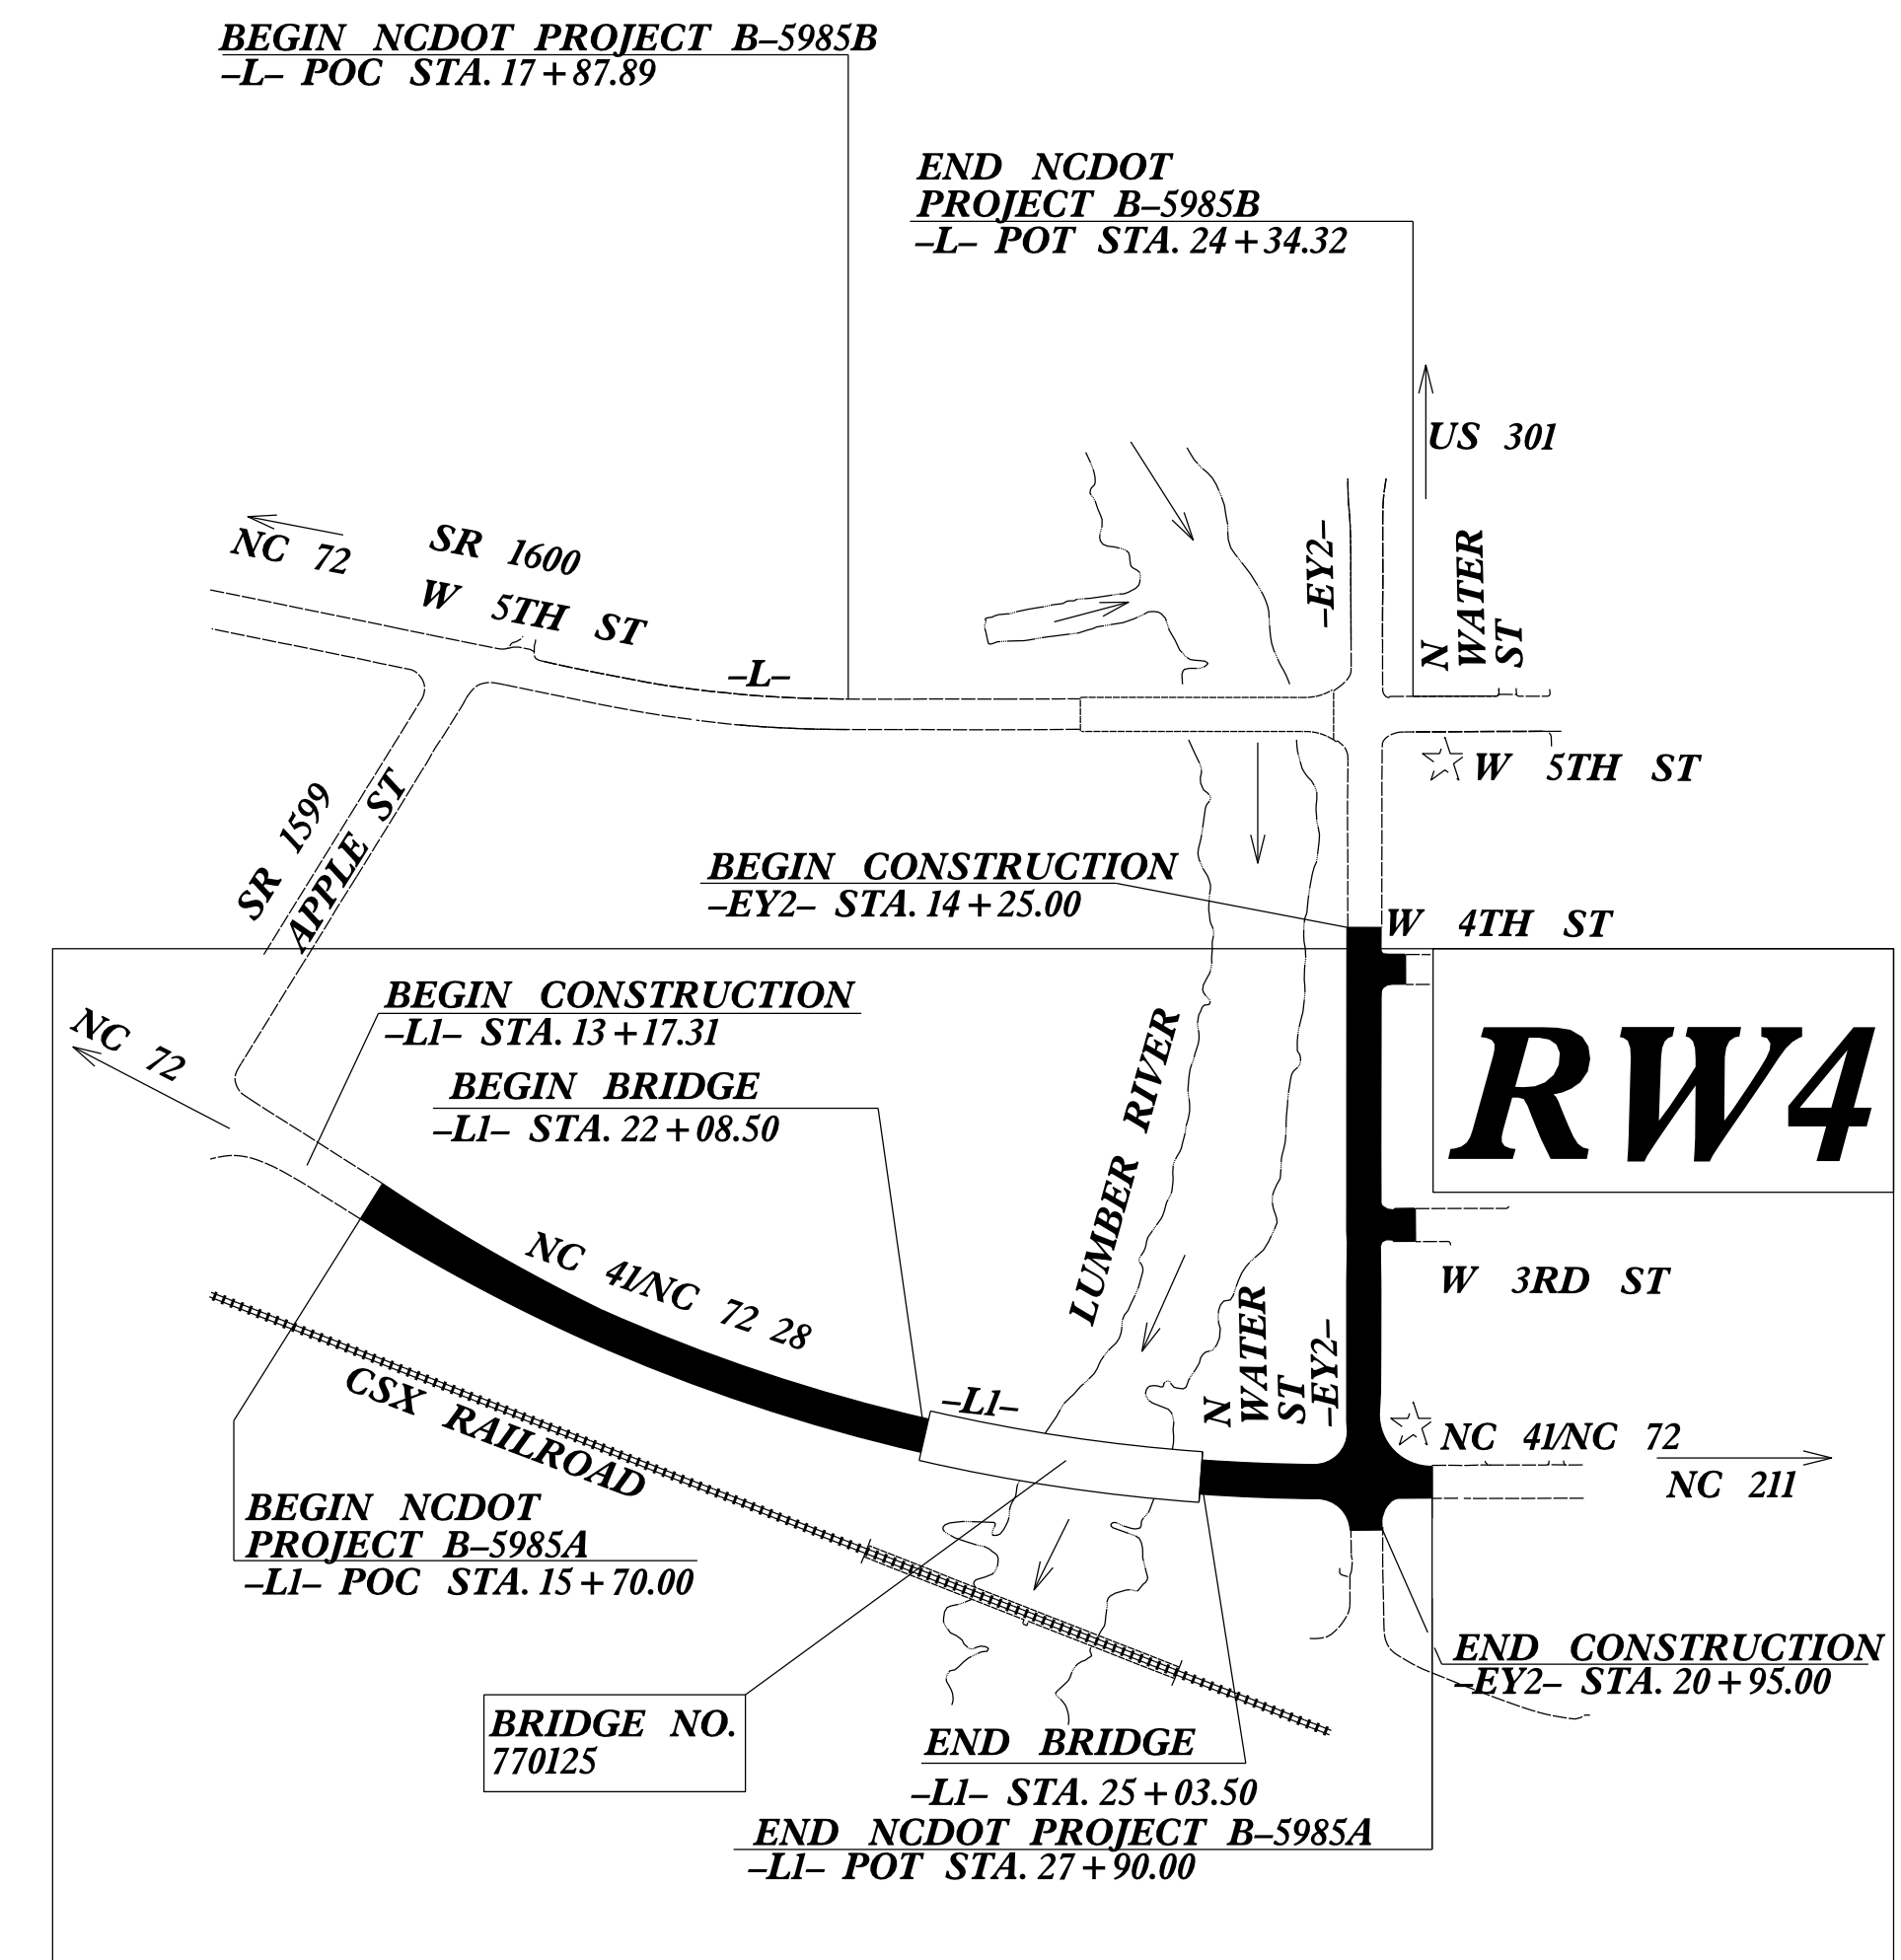 BEGIN NCDOT PROJECT B–5985B
–L– POC STA. 17+87.89
END NCDOT
PROJECT B–5985B
–L– POT STA. 24+34.32
US 301
NC 72
SR 1600
W 5TH ST
–L–
–EY2–
N
WATER
ST
W 5TH ST
SR 1599
APPLE ST
BEGIN CONSTRUCTION
–EY2– STA. 14+25.00
W 4TH ST
RW4
NC 72
BEGIN CONSTRUCTION
–L1– STA. 13+17.31
BEGIN BRIDGE
–L1– STA. 22+08.50
LUMBER RIVER
NC 41/NC 72 28
W 3RD ST
CSX RAILROAD
–L1–
N
WATER
ST
–EY2–
NC 41/NC 72
NC 211
BEGIN NCDOT
PROJECT B–5985A
–L1– POC STA. 15+70.00
END CONSTRUCTION
–EY2– STA. 20+95.00
BRIDGE NO.
770125
END BRIDGE
–L1– STA. 25+03.50
END NCDOT PROJECT B–5985A
–L1– POT STA. 27+90.00